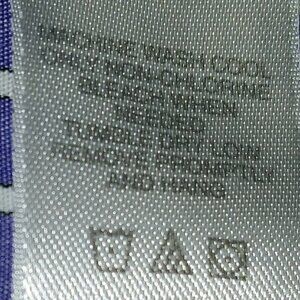 MACHINE WASH COOL
ONLY NON-CHLORINE
BLEACH WHEN
NEEDED
TUMBLE DRY LOW
REMOVE PROMPTLY
AND HANG